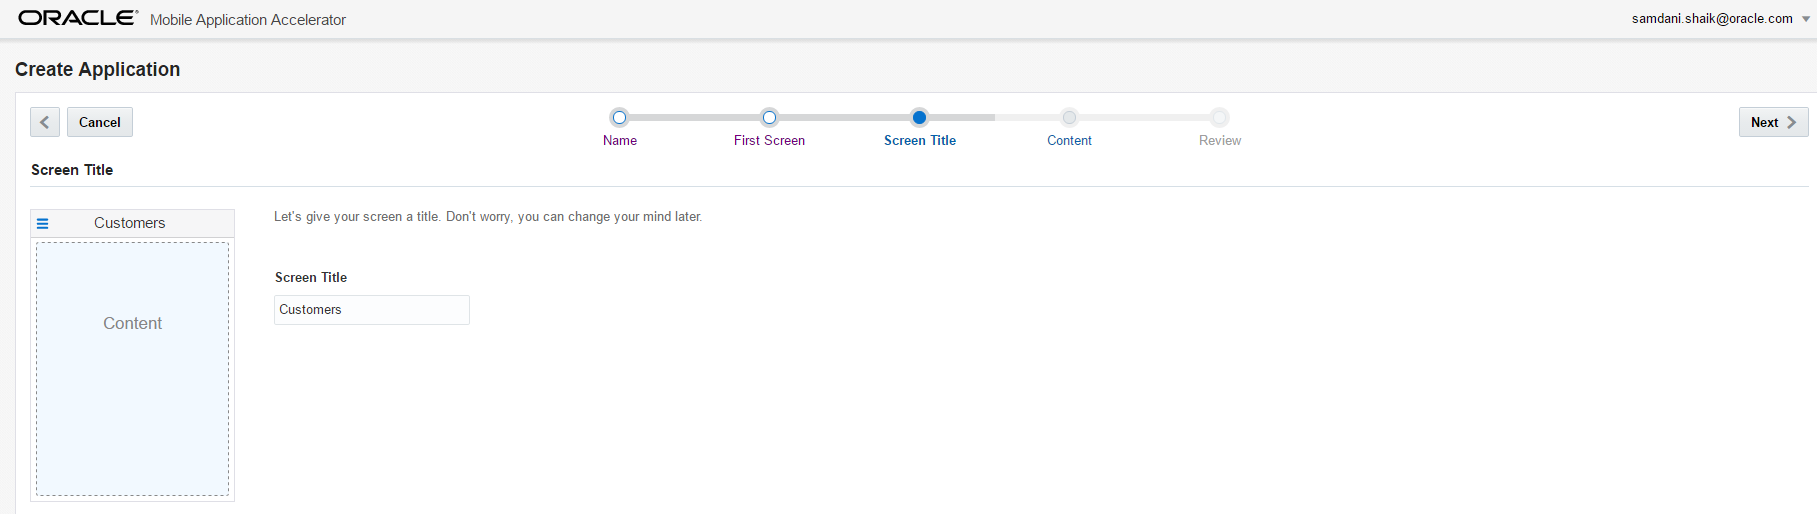 ORACLE® Mobile Application Accelerator
samdani.shaik@oracle.com
Create Application
Cancel
Name
First Screen
Screen Title
Content
Review
Next
Screen Title
Customers
Content
Let's give your screen a title. Don't worry, you can change your mind later.
Screen Title
Customers